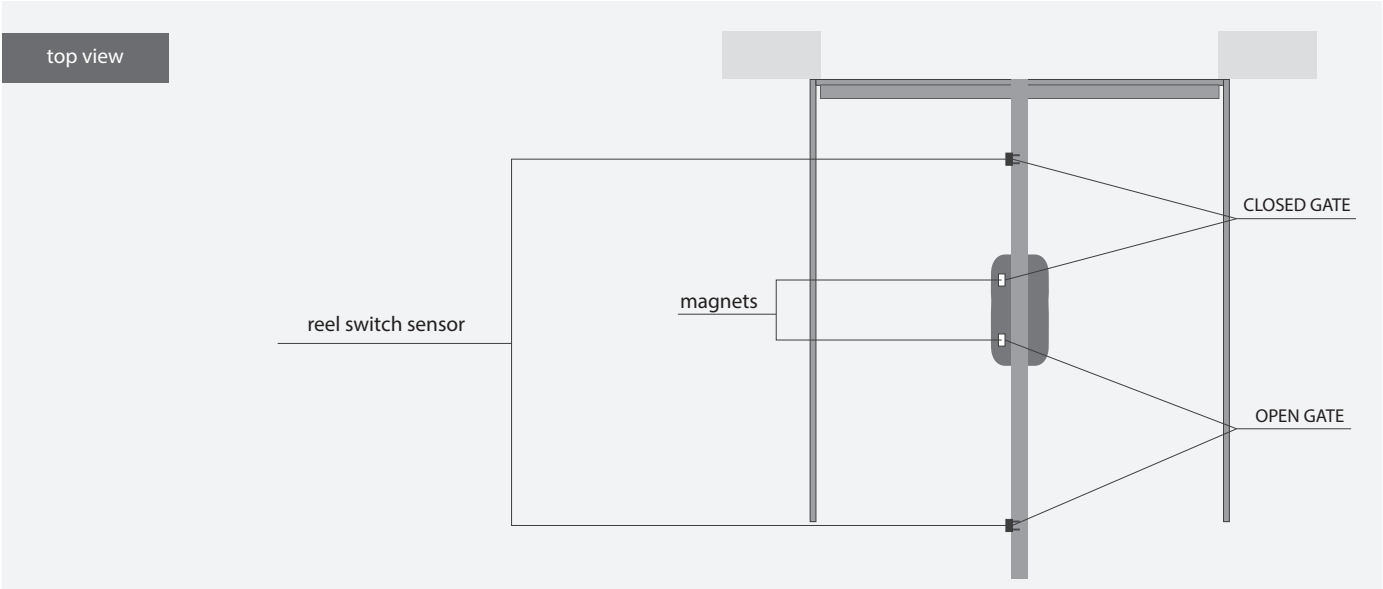 top view
CLOSED GATE
magnets
reel switch sensor
OPEN GATE